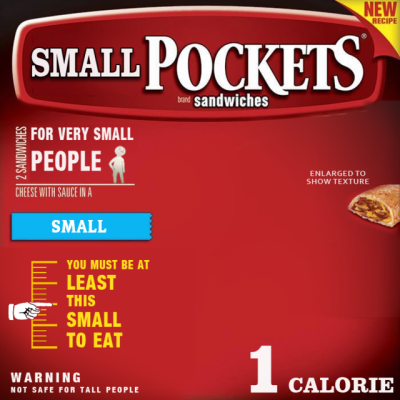 NEW
RECIPE
SMALL POCKETS®
brand sandwiches
2 SANDWICHES
FOR VERY SMALL
PEOPLE
CHEESE WITH SAUCE IN A
ENLARGED TO
SHOW TEXTURE
SMALL
YOU MUST BE AT
LEAST
THIS
SMALL
TO EAT
WARNING
NOT SAFE FOR TALL PEOPLE
1 CALORIE